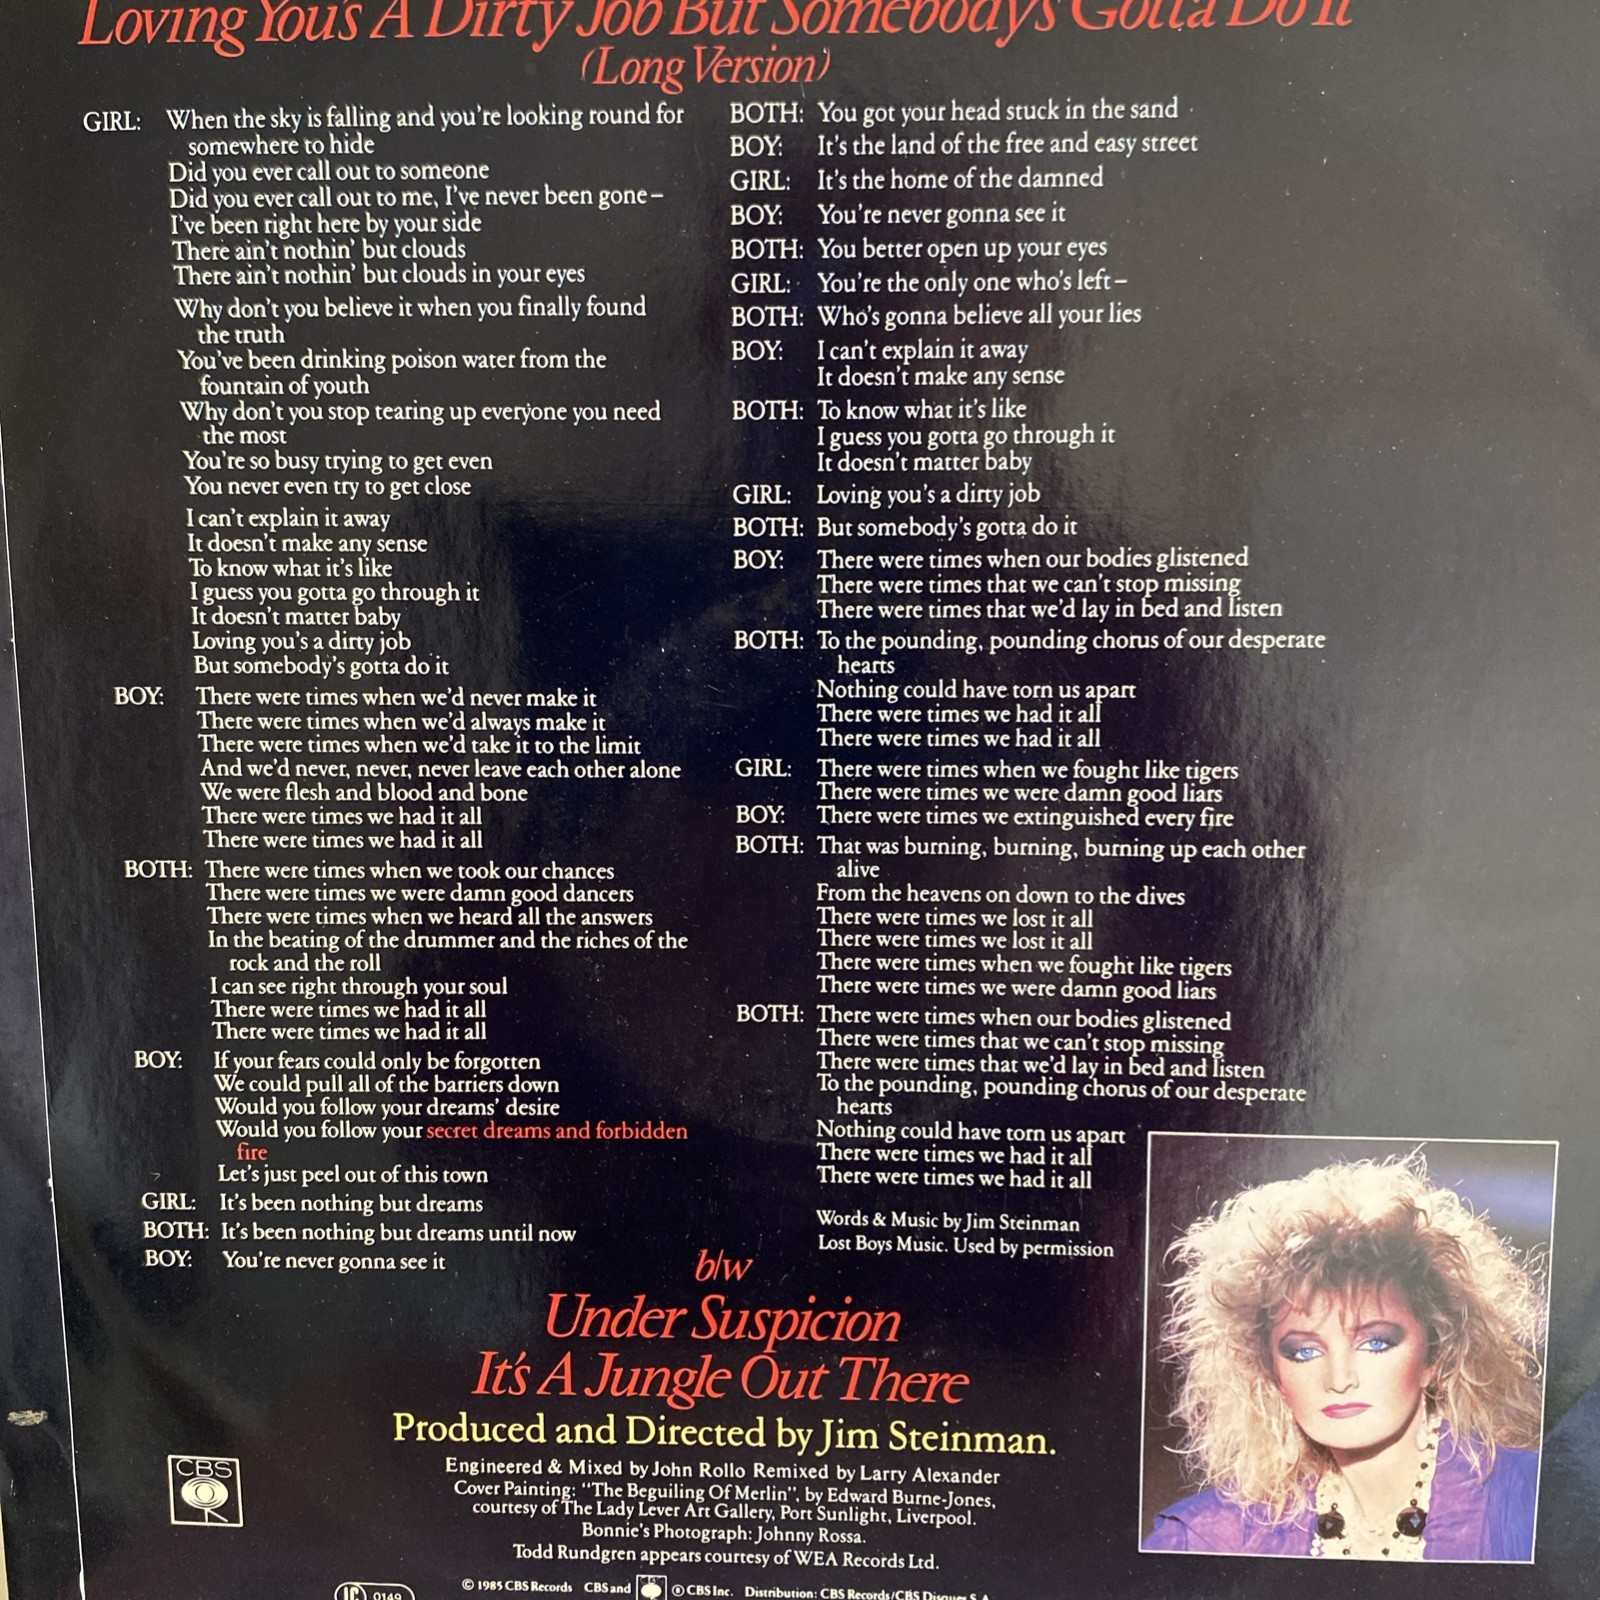 Loving You's A Dirty Job But Somebody's Gotta Do It
(Long Version)
GIRL: When the sky is falling and you're looking round for
somewhere to hide
Did you ever call out to someone
Did you ever call out to me, I've never been gone –
I've been right here by your side
There ain't nothin' but clouds
There ain't nothin' but clouds in your eyes
Why don't you believe it when you finally found
the truth
You've been drinking poison water from the
fountain of youth
Why don't you stop tearing up everyone you need
the most
You're so busy trying to get even
You never even try to get close
I can't explain it away
It doesn't make any sense
To know what it's like
I guess you gotta go through it
It doesn't matter baby
Loving you's a dirty job
But somebody's gotta do it
BOY: There were times when we'd never make it
There were times when we'd always make it
There were times when we'd take it to the limit
And we'd never, never, never leave each other alone
We were flesh and blood and bone
There were times we had it all
There were times we had it all
BOTH: There were times when we took our chances
There were times we were damn good dancers
There were times when we heard all the answers
In the beating of the drummer and the riches of the
rock and the roll
I can see right through your soul
There were times we had it all
There were times we had it all
BOY: If your fears could only be forgotten
We could pull all of the barriers down
Would you follow your dreams' desire
Would you follow your secret dreams and forbidden
fire
Let's just peel out of this town
GIRL: It's been nothing but dreams
BOTH: It's been nothing but dreams until now
BOY: You're never gonna see it
BOTH: You got your head stuck in the sand
BOY: It's the land of the free and easy street
GIRL: It's the home of the damned
BOY: You're never gonna see it
BOTH: You better open up your eyes
GIRL: You're the only one who's left –
BOTH: Who's gonna believe all your lies
BOY: I can't explain it away
It doesn't make any sense
BOTH: To know what it's like
I guess you gotta go through it
It doesn't matter baby
GIRL: Loving you's a dirty job
BOTH: But somebody's gotta do it
BOY: There were times when our bodies glistened
There were times that we can't stop missing
There were times that we'd lay in bed and listen
BOTH: To the pounding, pounding chorus of our desperate
hearts
Nothing could have torn us apart
There were times we had it all
There were times we had it all
GIRL: There were times when we fought like tigers
There were times we were damn good liars
BOY: There were times we extinguished every fire
BOTH: That was burning, burning, burning up each other
alive
From the heavens on down to the dives
There were times we lost it all
There were times we lost it all
There were times when we fought like tigers
There were times we were damn good liars
BOTH: There were times when our bodies glistened
There were times that we can't stop missing
There were times that we'd lay in bed and listen
To the pounding, pounding chorus of our desperate
hearts
Nothing could have torn us apart
There were times we had it all
There were times we had it all
Words & Music by Jim Steinman
Lost Boys Music. Used by permission
b/w
Under Suspicion
It's A Jungle Out There
Produced and Directed by Jim Steinman.
CBS
Engineered & Mixed by John Rollo Remixed by Larry Alexander
Cover Painting: "The Beguiling Of Merlin", by Edward Burne-Jones,
courtesy of The Lady Lever Art Gallery, Port Sunlight, Liverpool.
Bonnie's Photograph: Johnny Rossa.
Todd Rundgren appears courtesy of WEA Records Ltd.
© 1985 CBS Records CBS and ® CBS Inc. Distribution: CBS Records/CBS Disques S.A.
LC 0149